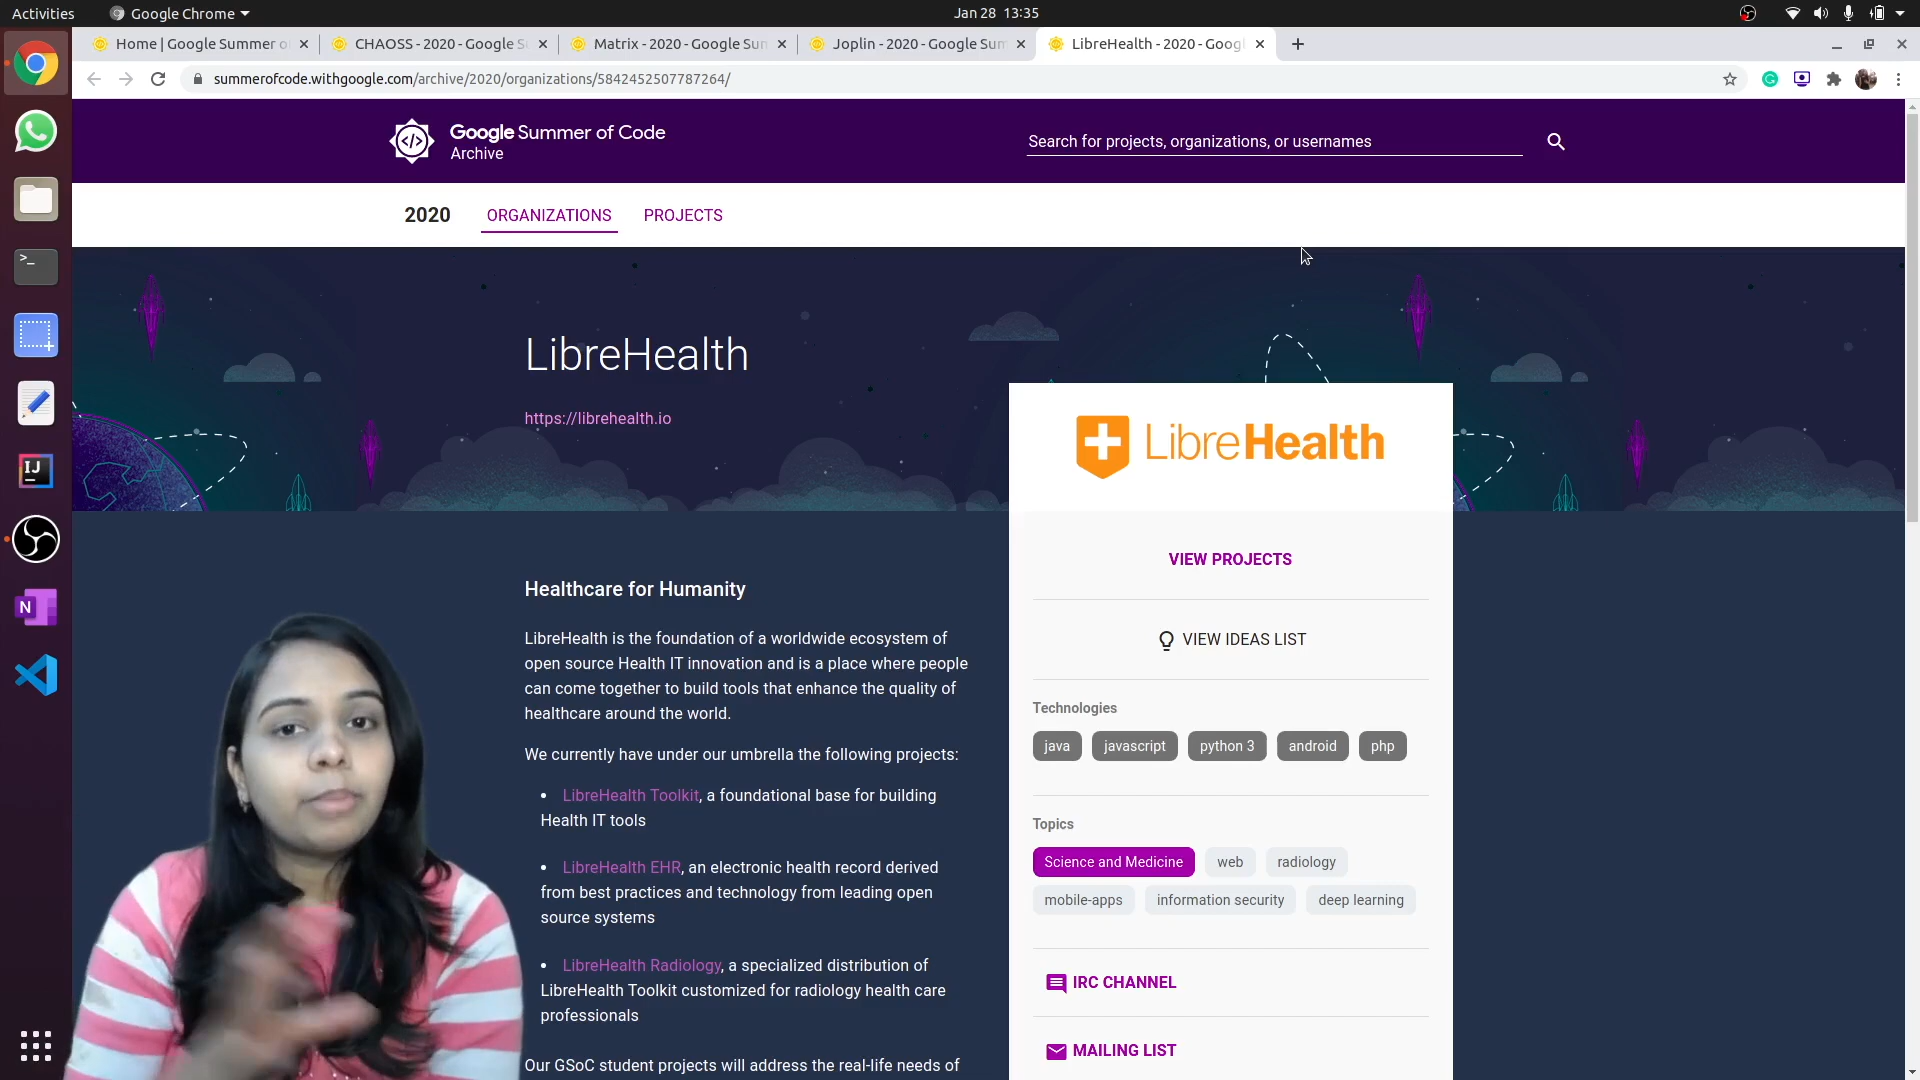 Activities
Google Chrome
Jan 28 13:35
Home | Google Summer o
CHAOSS - 2020 - Google S
Matrix - 2020 - Google Sum
Joplin - 2020 - Google Sum
LibreHealth - 2020 - Googl
summerofcode.withgoogle.com/archive/2020/organizations/5842452507787264/
Google Summer of Code
Archive
Search for projects, organizations, or usernames
2020
ORGANIZATIONS
PROJECTS
LibreHealth
https://librehealth.io
LibreHealth
Healthcare for Humanity
LibreHealth is the foundation of a worldwide ecosystem of
open source Health IT innovation and is a place where people
can come together to build tools that enhance the quality of
healthcare around the world.
We currently have under our umbrella the following projects:
• LibreHealth Toolkit, a foundational base for building
Health IT tools
• LibreHealth EHR, an electronic health record derived
from best practices and technology from leading open
source systems
• LibreHealth Radiology, a specialized distribution of
LibreHealth Toolkit customized for radiology health care
professionals
Our GSoC student projects will address the real-life needs of
VIEW PROJECTS
VIEW IDEAS LIST
Technologies
java javascript python 3 android php
Topics
Science and Medicine web radiology
mobile-apps information security deep learning
IRC CHANNEL
MAILING LIST
IJ
N